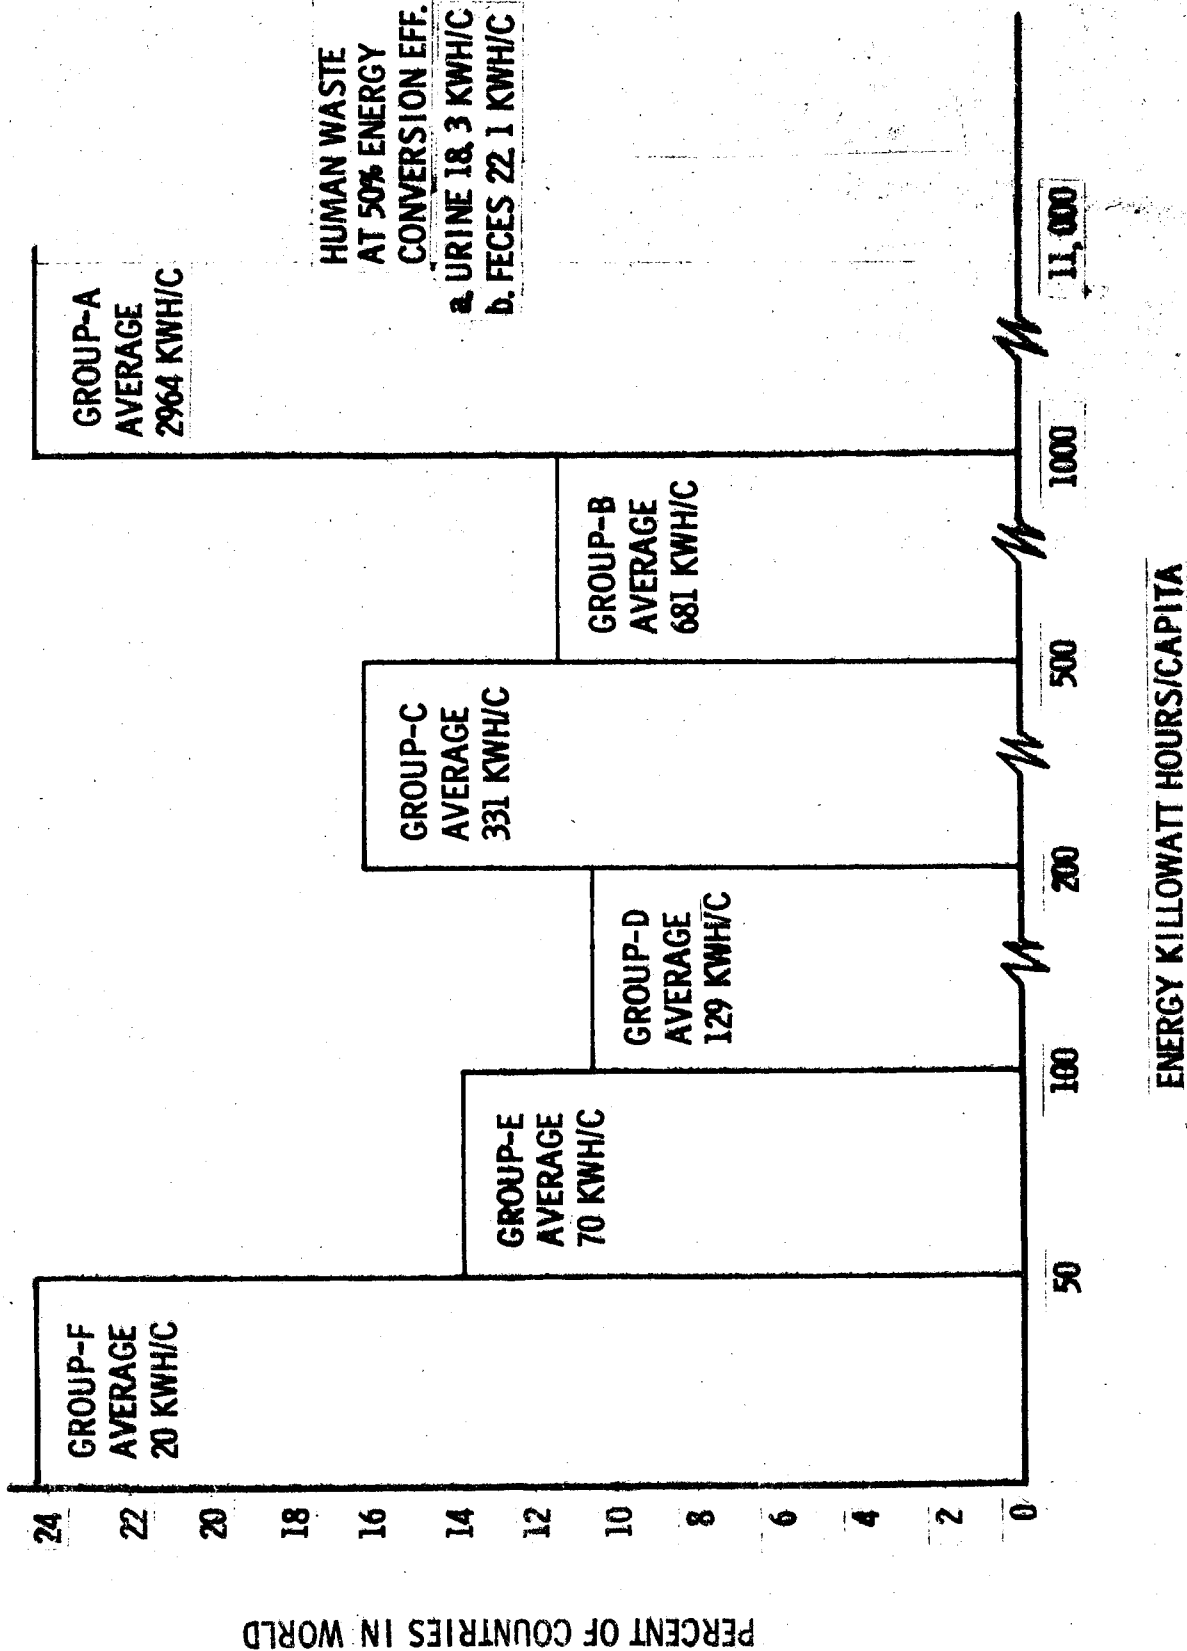 PERCENT OF COUNTRIES IN WORLD
24
22
20
18
16
14
12
10
8
6
4
2
0
GROUP-F
AVERAGE
20 KWH/C
GROUP-E
AVERAGE
70 KWH/C
GROUP-D
AVERAGE
129 KWH/C
GROUP-C
AVERAGE
331 KWH/C
GROUP-B
AVERAGE
681 KWH/C
GROUP-A
AVERAGE
2964 KWH/C
HUMAN WASTE
AT 50% ENERGY
CONVERSION EFF.
a. URINE 18.3 KWH/C
b. FECES 22.1 KWH/C
50
100
200
500
1000
11,000
ENERGY KILLOWATT HOURS/CAPITA